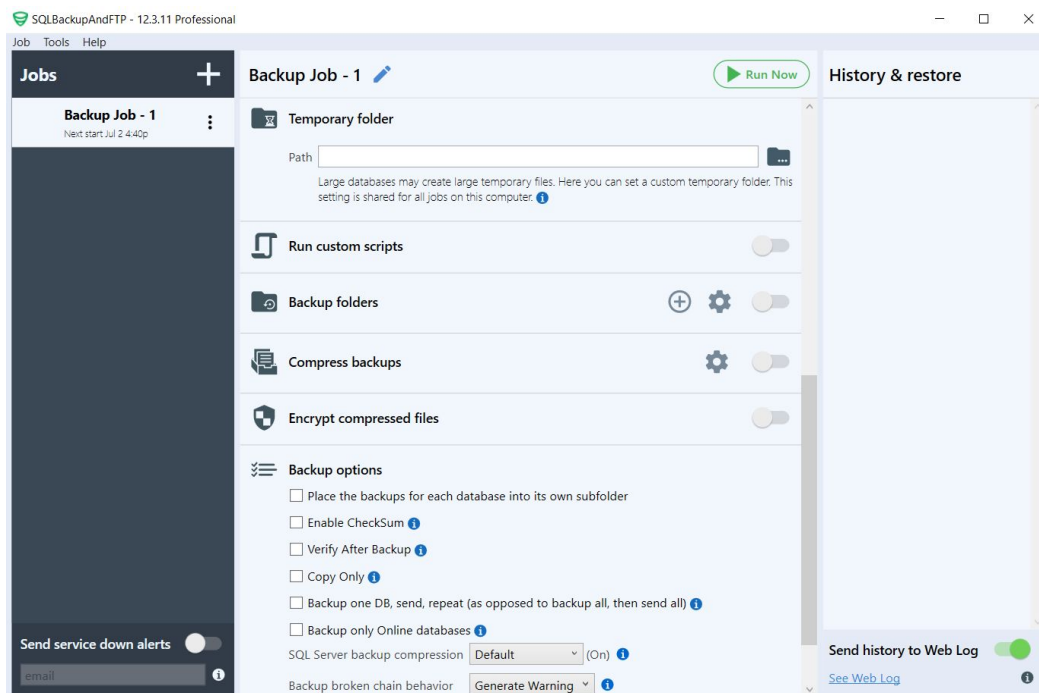 SQLBackupAndFTP - 12.3.11 Professional
Job Tools Help
Jobs
Backup Job - 1
Next start Jul 2 4:40p
Send service down alerts
email
Backup Job - 1
Run Now
Temporary folder
Path
...
Large databases may create large temporary files. Here you can set a custom temporary folder. This
setting is shared for all jobs on this computer.
Run custom scripts
Backup folders
Compress backups
Encrypt compressed files
Backup options
Place the backups for each database into its own subfolder
Enable CheckSum
Verify After Backup
Copy Only
Backup one DB, send, repeat (as opposed to backup all, then send all)
Backup only Online databases
SQL Server backup compression Default (On)
Backup broken chain behavior Generate Warning
History & restore
Send history to Web Log
See Web Log